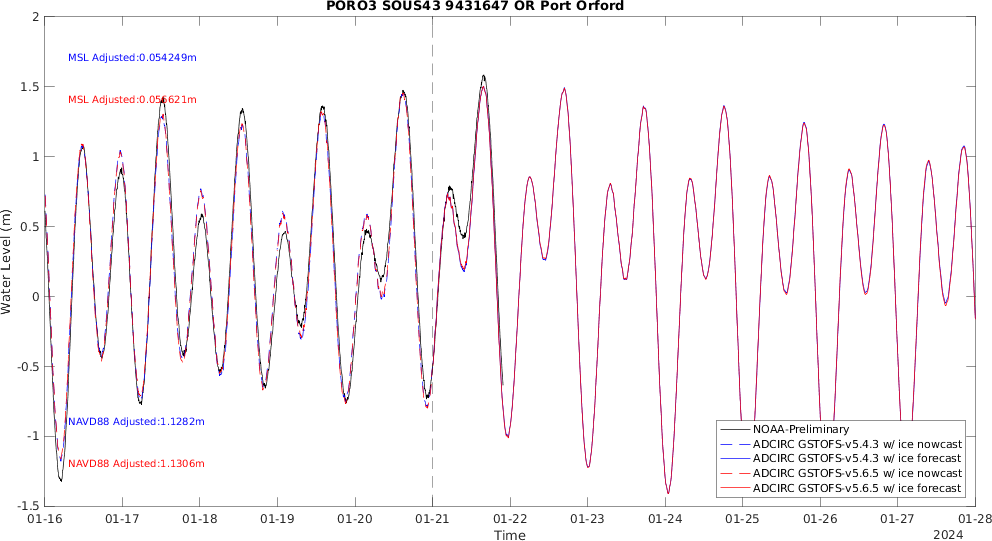 PORO3 SOUS43 9431647 OR Port Orford
Water Level (m)
2
1.5
1
0.5
0
-0.5
-1
-1.5
MSL Adjusted:0.054249m
MSL Adjusted:0.056621m
NAVD88 Adjusted:1.1282m
NAVD88 Adjusted:1.1306m
NOAA-Preliminary
ADCIRC GSTOFS-v5.4.3 w/ ice nowcast
ADCIRC GSTOFS-v5.4.3 w/ ice forecast
ADCIRC GSTOFS-v5.6.5 w/ ice nowcast
ADCIRC GSTOFS-v5.6.5 w/ ice forecast
01-16 01-17 01-18 01-19 01-20 01-21 01-22 01-23 01-24 01-25 01-26 01-27 01-28
Time
2024